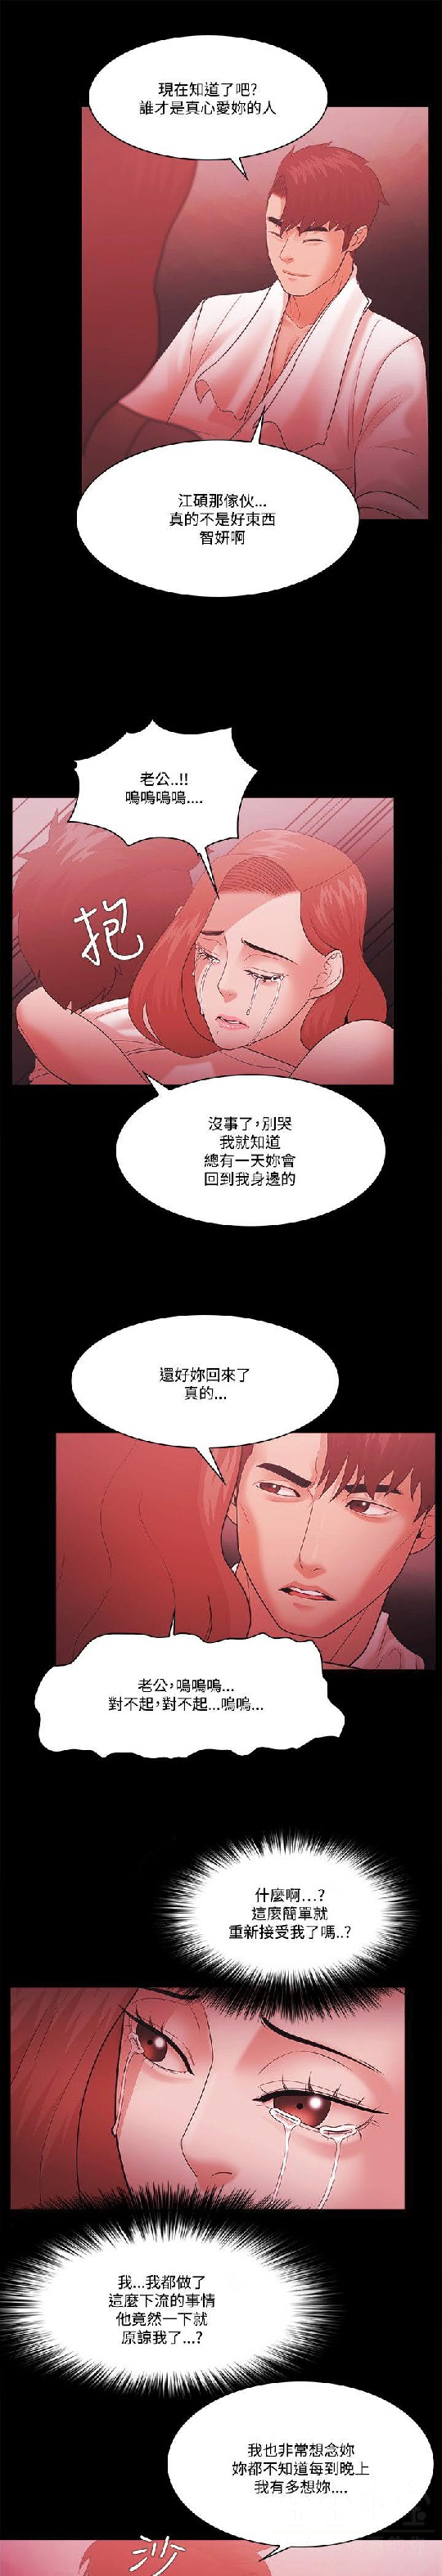 現在知道了吧?
誰才是真心愛妳的人
江碩那傢伙...
真的不是好東西
智妍啊
老公..!!
嗚嗚嗚嗚....
抱
沒事了,別哭
我就知道
總有一天妳會
回到我身邊的
還好妳回來了
真的...
老公,嗚嗚嗚...
對不起,對不起...嗚嗚...
什麼啊...?
這麼簡單就
重新接受我了嗎..?
我...我都做了
這麼下流的事情
他竟然一下就
原諒我了...?
我也非常想念妳
妳都不知道每到晚上
我有多想妳....
沙